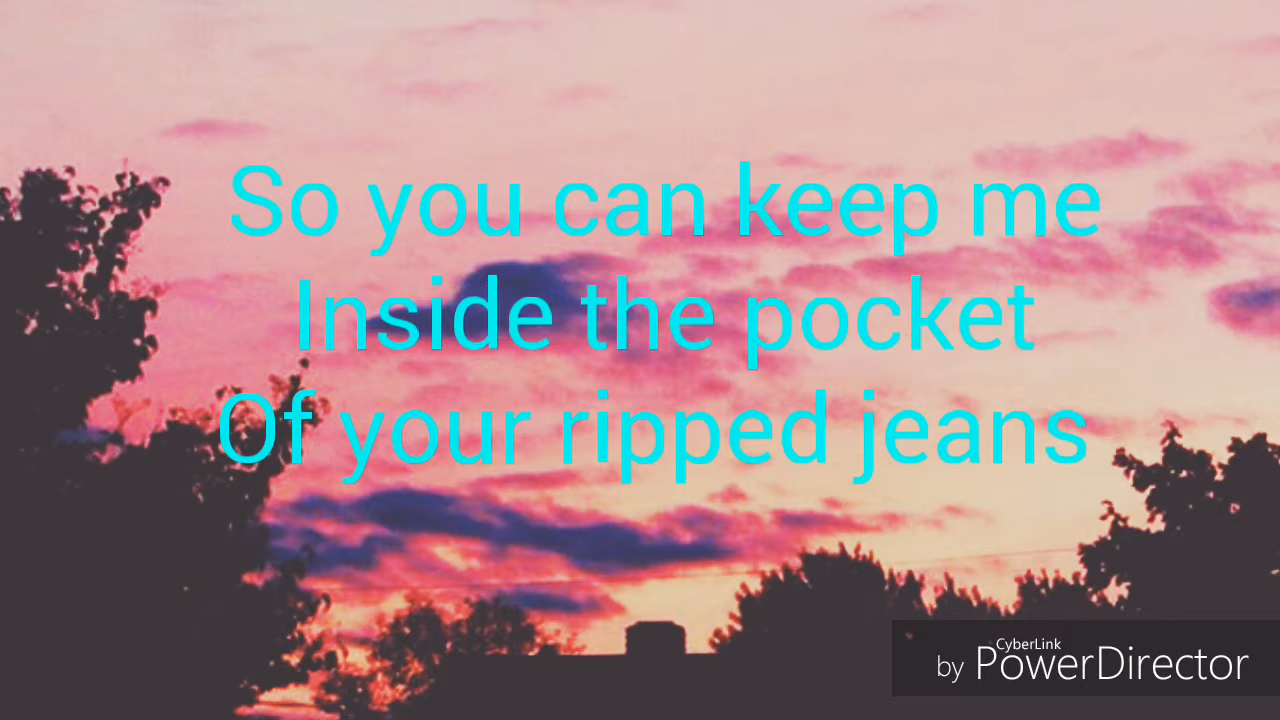 So you can keep me
Inside the pocket
Of your ripped jeans
CyberLink
by PowerDirector